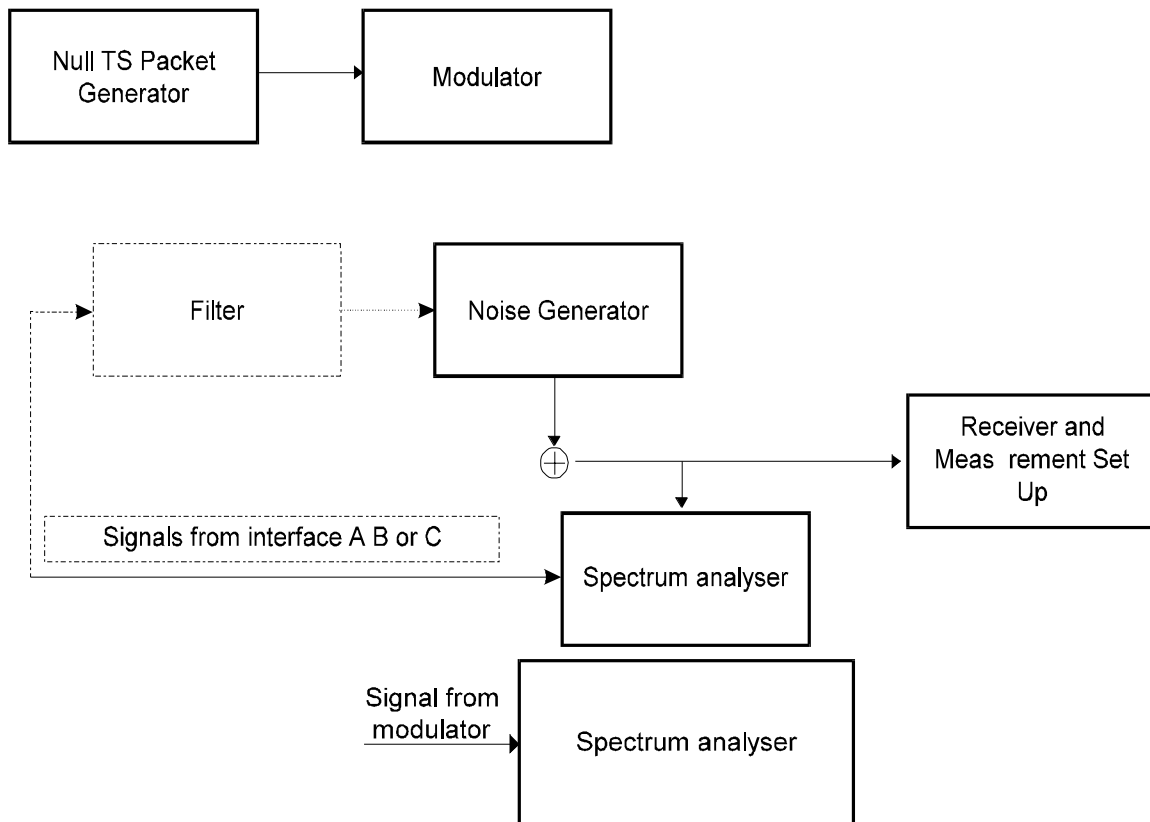 Null TS Packet
Generator
Modulator
Filter
Noise Generator
Receiver and
Meas rement Set
Up
Signals from interface A B or C
Spectrum analyser
Signal from
modulator
Spectrum analyser